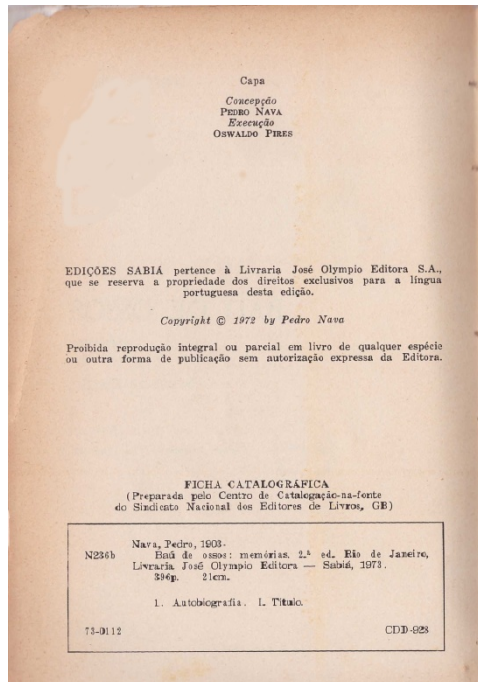 Capa
Concepção
PEDRO NAVA
Execução
OSWALDO PIRES
EDIÇÕES SABIÁ pertence à Livraria José Olympio Editora S.A.,
que se reserva a propriedade dos direitos exclusivos para a língua
portuguesa desta edição.
Copyright © 1972 by Pedro Nava
Proibida reprodução integral ou parcial em livro de qualquer espécie
ou outra forma de publicação sem autorização expressa da Editora.
FICHA CATALOGRÁFICA
(Preparada pelo Centro de Catalogação-na-fonte
do Sindicato Nacional dos Editores de Livros, GB)
Nava, Pedro, 1903-
N236b Baú de ossos: memórias. 2.ª ed. Rio de Janeiro,
Livraria José Olympio Editora — Sabiá, 1973.
396p. 21cm.
1. Autobiografia. I. Título.
73-0112 CDD-923